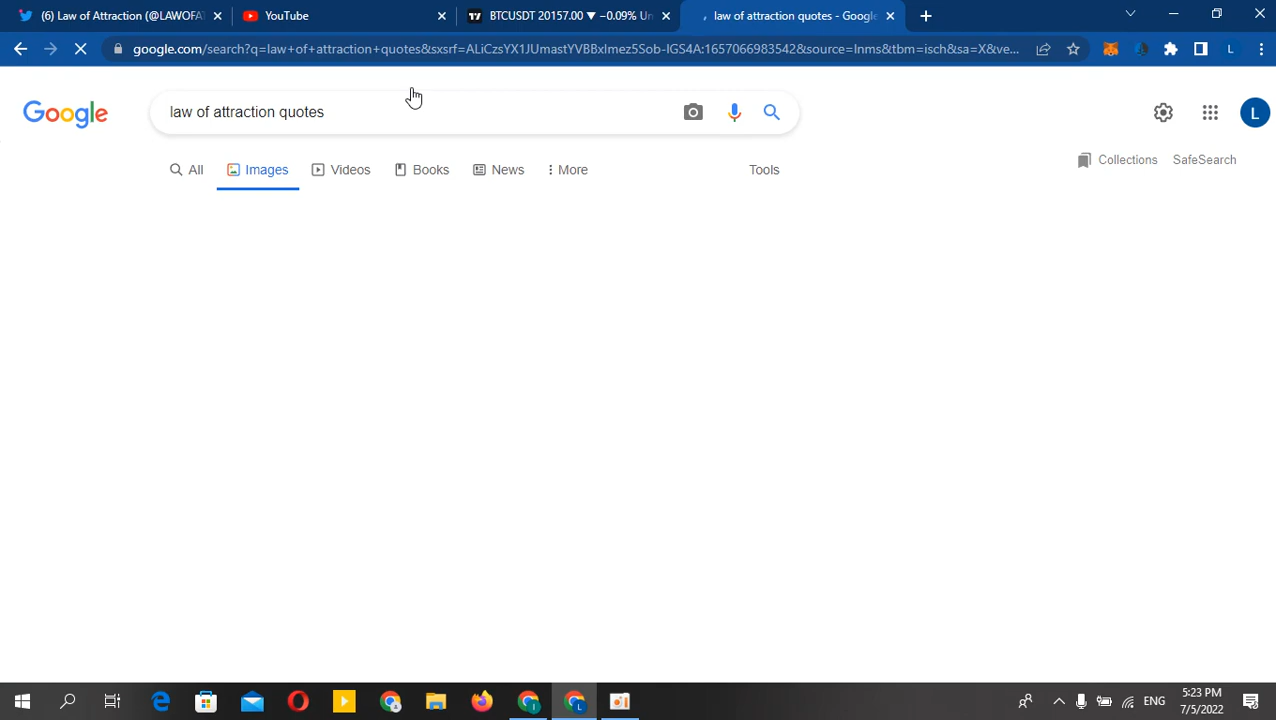 (6) Law of Attraction (@LAWOFA
YouTube
BTCUSDT 20157.00 ▼ −0.09% Un
law of attraction quotes - Google
google.com/search?q=law+of+attraction+quotes&sxsrf=ALiCzsYX1JUmastYVBBxImez5Sob-IGS4A:1657066983542&source=lnms&tbm=isch&sa=X&ve...
L
Google
law of attraction quotes
L
All
Images
Videos
Books
News
More
Tools
Collections
SafeSearch
ENG
5:23 PM
7/5/2022